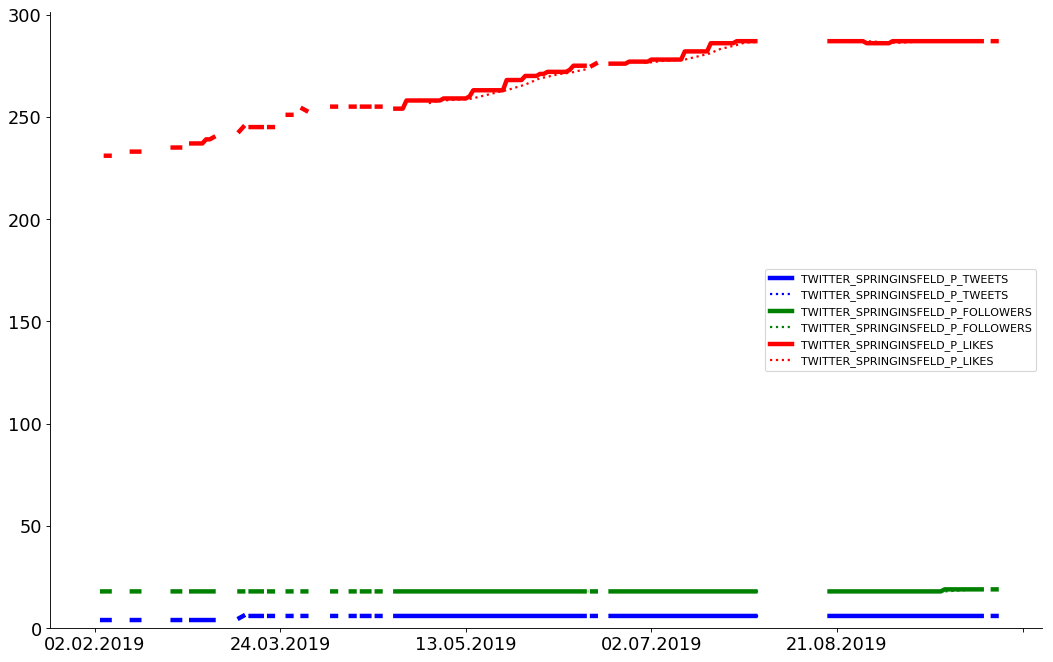 300
250
200
150
100
50
0
TWITTER_SPRINGINSFELD_P_TWEETS
TWITTER_SPRINGINSFELD_P_TWEETS
TWITTER_SPRINGINSFELD_P_FOLLOWERS
TWITTER_SPRINGINSFELD_P_FOLLOWERS
TWITTER_SPRINGINSFELD_P_LIKES
TWITTER_SPRINGINSFELD_P_LIKES
02.02.2019 24.03.2019 13.05.2019 02.07.2019 21.08.2019